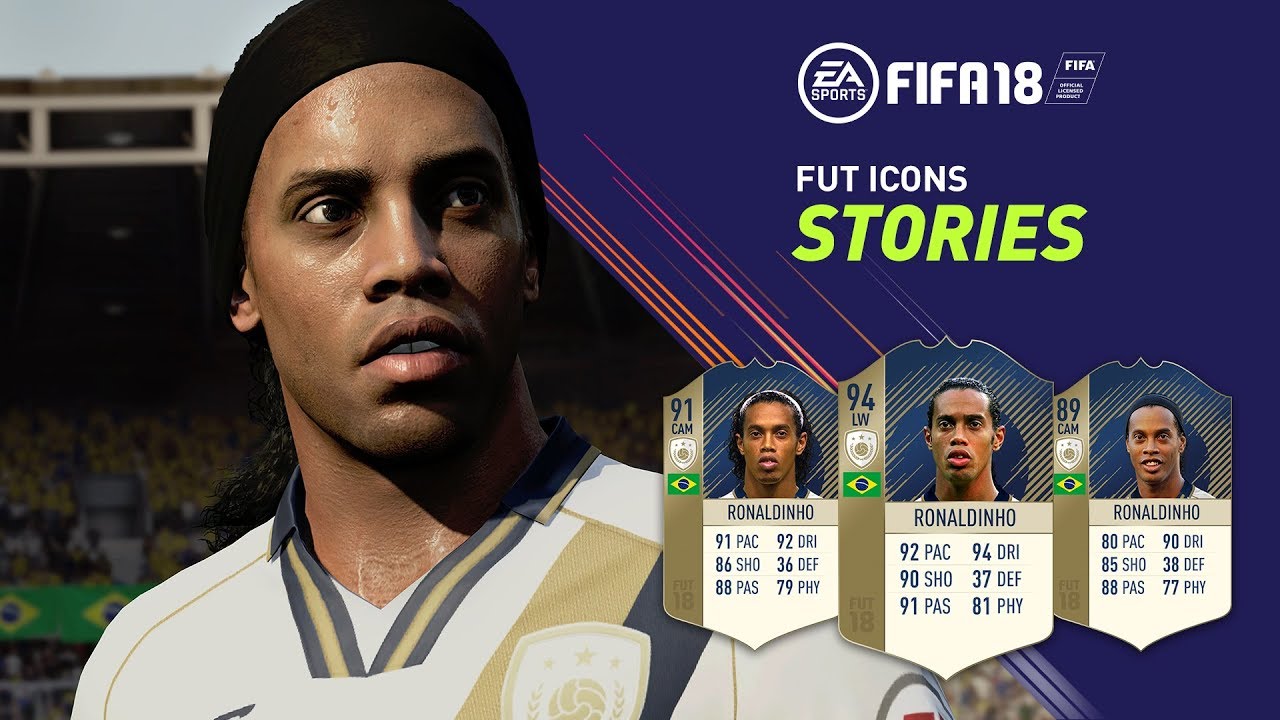 EA
SPORTS
FIFA 18
FIFA
OFFICIAL
LICENSED
PRODUCT
FUT ICONS
STORIES
91
CAM
RONALDINHO
91 PAC 92 DRI
86 SHO 36 DEF
88 PAS 79 PHY
FUT
18
94
LW
RONALDINHO
92 PAC 94 DRI
90 SHO 37 DEF
91 PAS 81 PHY
FUT
18
89
CAM
RONALDINHO
80 PAC 90 DRI
85 SHO 38 DEF
88 PAS 77 PHY
FUT
18